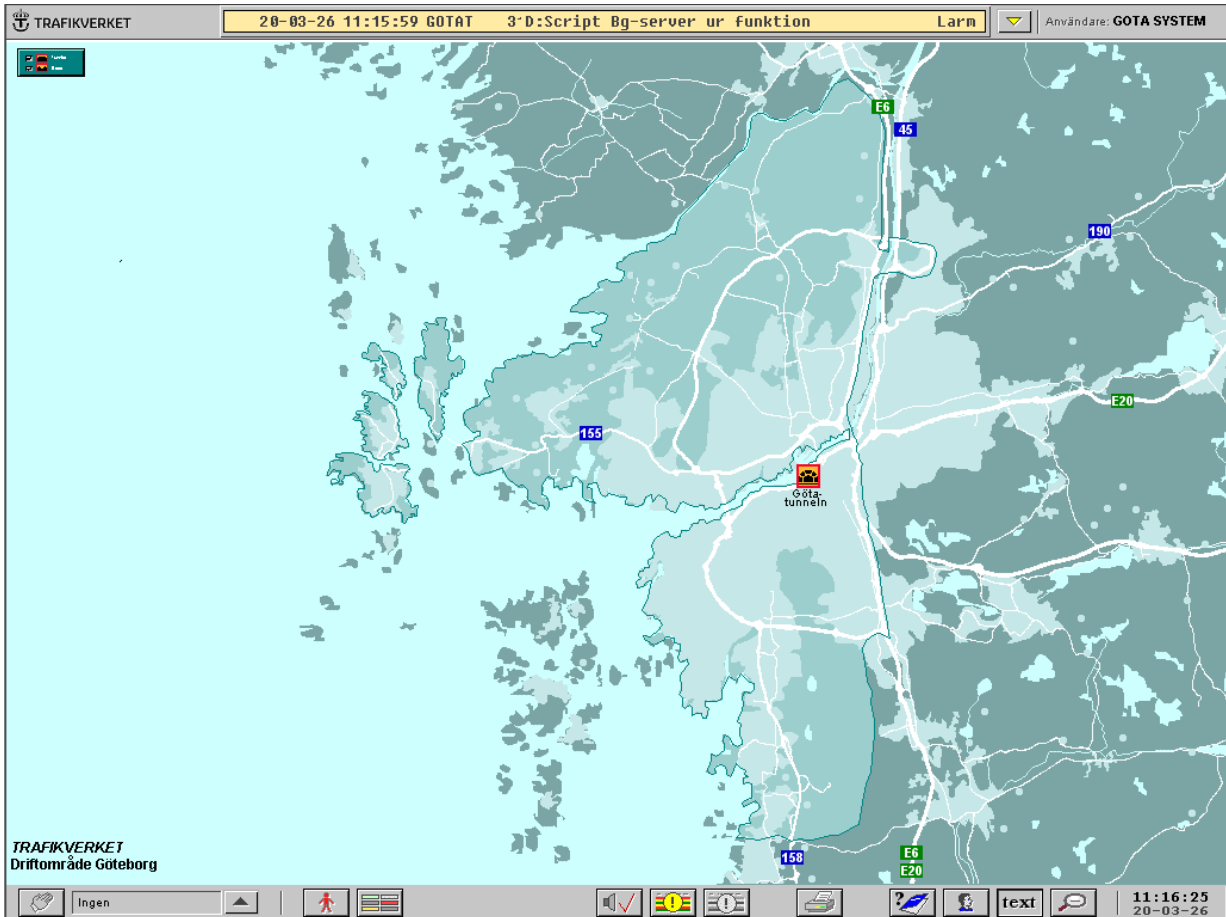 TRAFIKVERKET
20-03-26 11:15:59 GOTAT 3*D:Script Bg-server ur funktion Larm
Användare: GOTA SYSTEM
E6
45
190
E20
155
Göta-
tunneln
158
E6
E20
TRAFIKVERKET
Driftområde Göteborg
Ingen
text
11:16:25
20-03-26